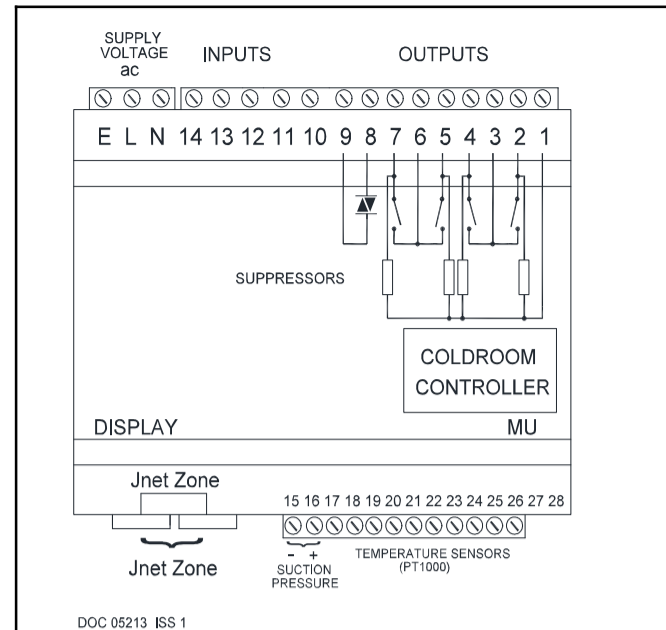 SUPPLY
VOLTAGE
ac
INPUTS
OUTPUTS
E L N 14 13 12 11 10 9 8 7 6 5 4 3 2 1
SUPPRESSORS
COLDROOM
CONTROLLER
DISPLAY
MU
Jnet Zone
15 16 17 18 19 20 21 22 23 24 25 26 27 28
- +
SUCTION
PRESSURE
TEMPERATURE SENSORS
(PT1000)
Jnet Zone
DOC 05213 ISS 1